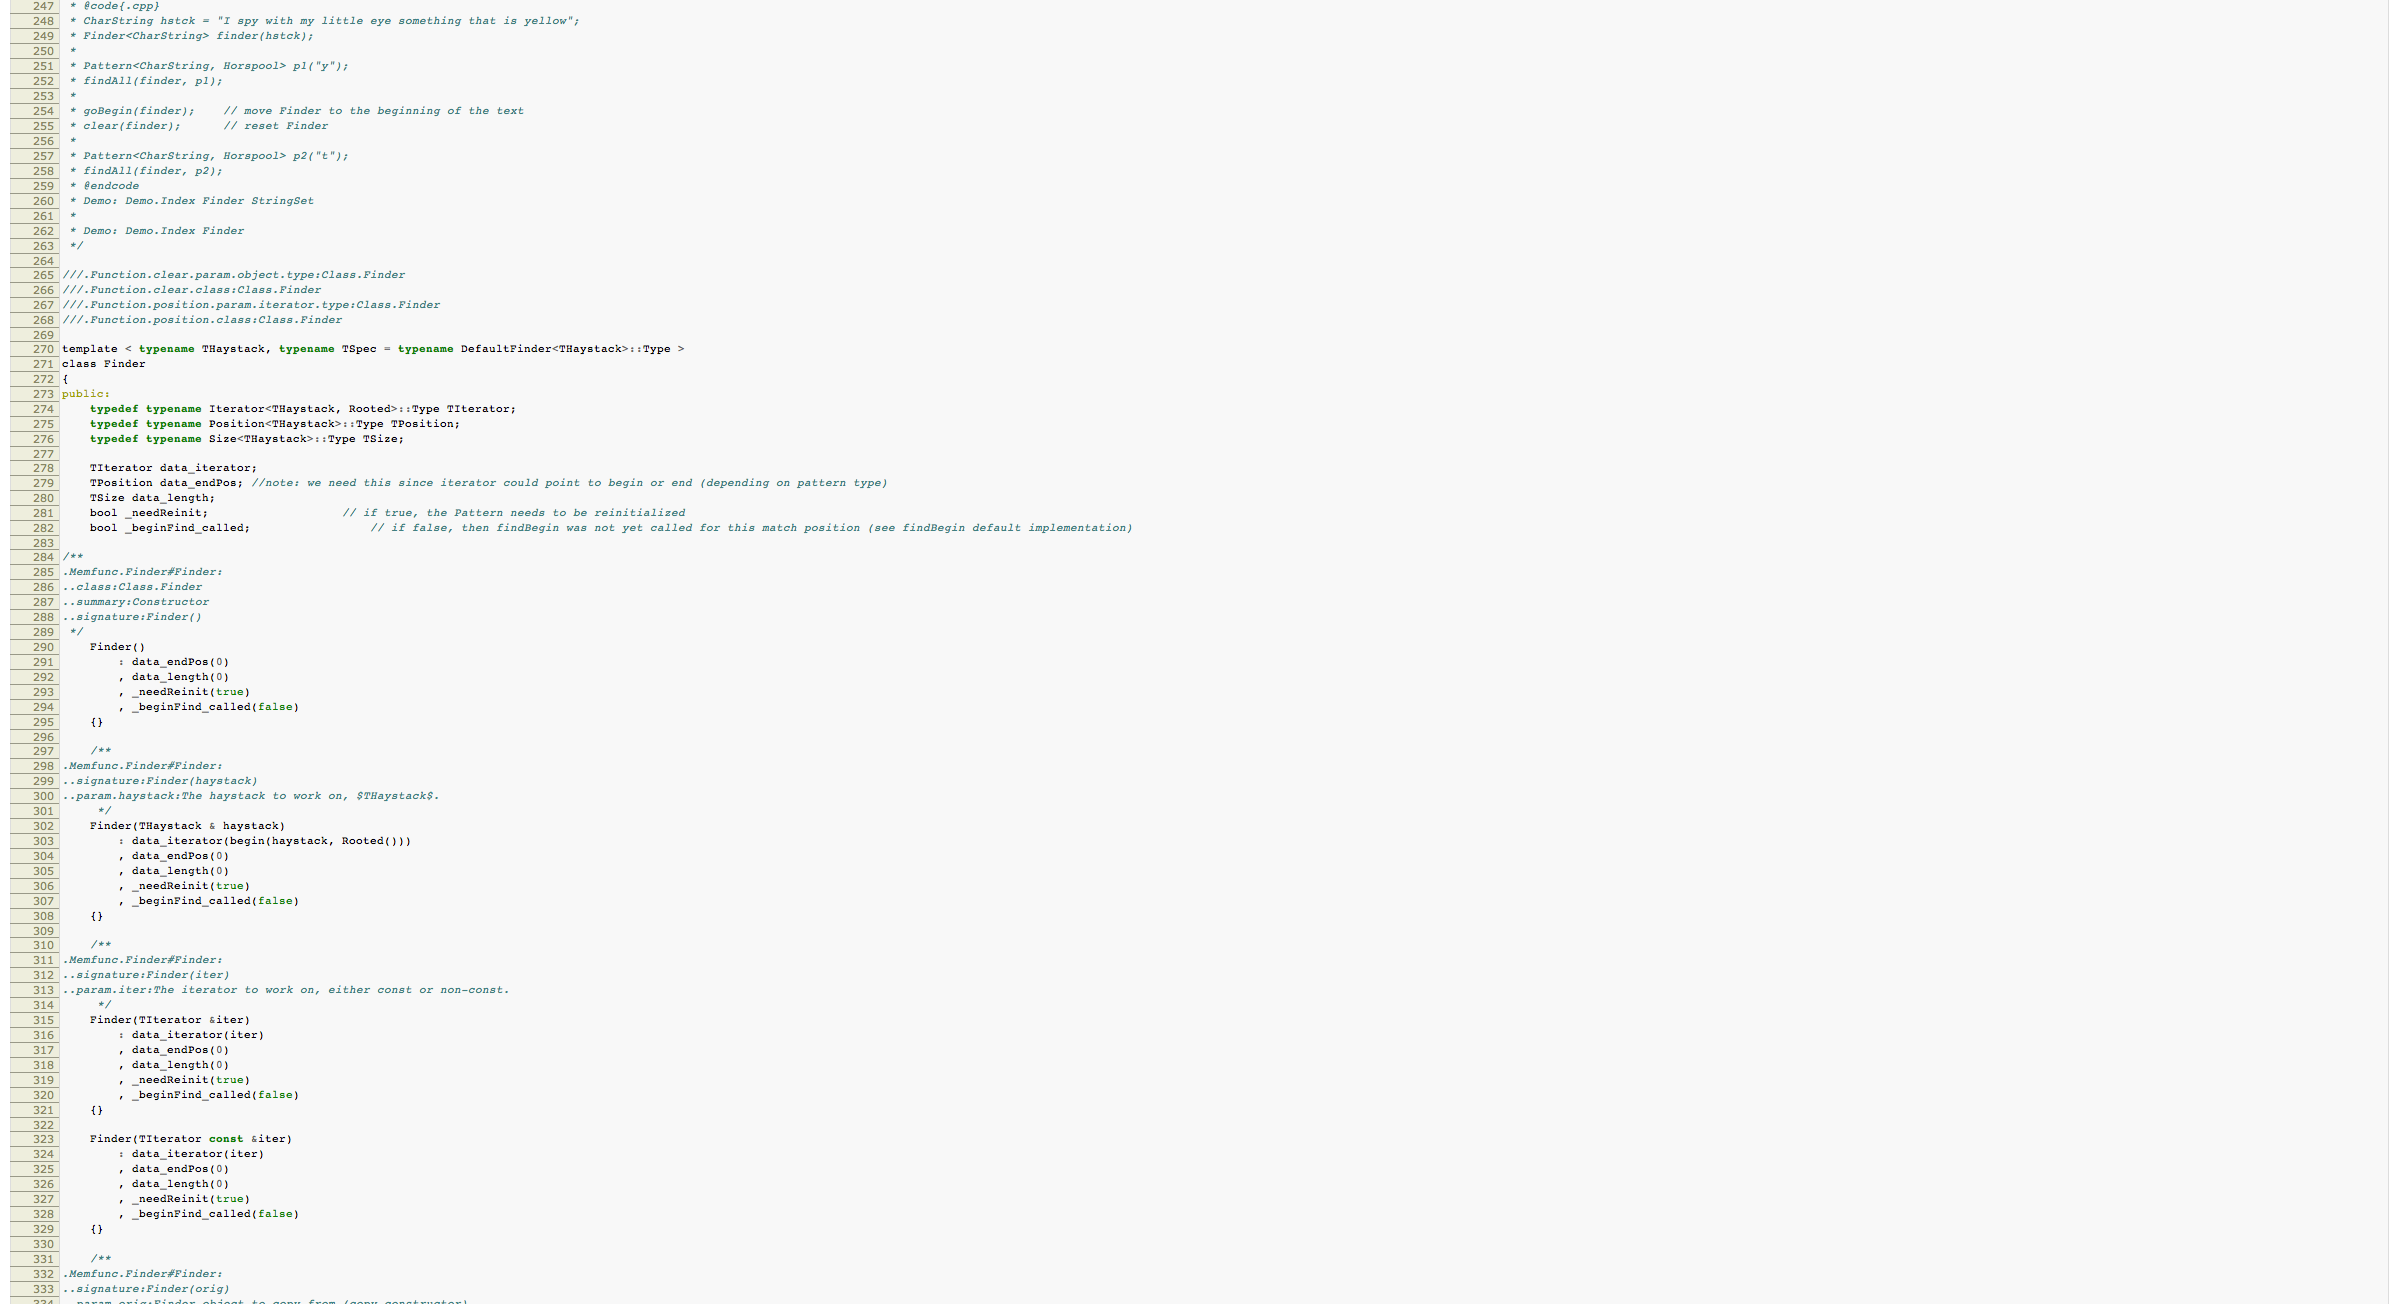 247 * @code{.cpp}
248 * CharString hstck = "I spy with my little eye something that is yellow";
249 * Finder<CharString> finder(hstck);
250 *
251 * Pattern<CharString, Horspool> p1("y");
252 * findAll(finder, p1);
253 *
254 * goBegin(finder);    // move Finder to the beginning of the text
255 * clear(finder);      // reset Finder
256 *
257 * Pattern<CharString, Horspool> p2("t");
258 * findAll(finder, p2);
259 * @endcode
260 * Demo: Demo.Index Finder StringSet
261 *
262 * Demo: Demo.Index Finder
263 */
264
265 ///.Function.clear.param.object.type:Class.Finder
266 ///.Function.clear.class:Class.Finder
267 ///.Function.position.param.iterator.type:Class.Finder
268 ///.Function.position.class:Class.Finder
269
270 template < typename THaystack, typename TSpec = typename DefaultFinder<THaystack>::Type >
271 class Finder
272 {
273 public:
274     typedef typename Iterator<THaystack, Rooted>::Type TIterator;
275     typedef typename Position<THaystack>::Type TPosition;
276     typedef typename Size<THaystack>::Type TSize;
277
278     TIterator data_iterator;
279     TPosition data_endPos; //note: we need this since iterator could point to begin or end (depending on pattern type)
280     TSize data_length;
281     bool _needReinit;                   // if true, the Pattern needs to be reinitialized
282     bool _beginFind_called;                 // if false, then findBegin was not yet called for this match position (see findBegin default implementation)
283
284 /**
285 .Memfunc.Finder#Finder:
286 ..class:Class.Finder
287 ..summary:Constructor
288 ..signature:Finder()
289 */
290     Finder()
291         : data_endPos(0)
292         , data_length(0)
293         , _needReinit(true)
294         , _beginFind_called(false)
295     {}
296
297     /**
298 .Memfunc.Finder#Finder:
299 ..signature:Finder(haystack)
300 ..param.haystack:The haystack to work on, $THaystack$.
301      */
302     Finder(THaystack & haystack)
303         : data_iterator(begin(haystack, Rooted()))
304         , data_endPos(0)
305         , data_length(0)
306         , _needReinit(true)
307         , _beginFind_called(false)
308     {}
309
310     /**
311 .Memfunc.Finder#Finder:
312 ..signature:Finder(iter)
313 ..param.iter:The iterator to work on, either const or non-const.
314      */
315     Finder(TIterator &iter)
316         : data_iterator(iter)
317         , data_endPos(0)
318         , data_length(0)
319         , _needReinit(true)
320         , _beginFind_called(false)
321     {}
322
323     Finder(TIterator const &iter)
324         : data_iterator(iter)
325         , data_endPos(0)
326         , data_length(0)
327         , _needReinit(true)
328         , _beginFind_called(false)
329     {}
330
331     /**
332 .Memfunc.Finder#Finder:
333 ..signature:Finder(orig)
334 ..param.orig:Finder object to copy from (copy constructor)